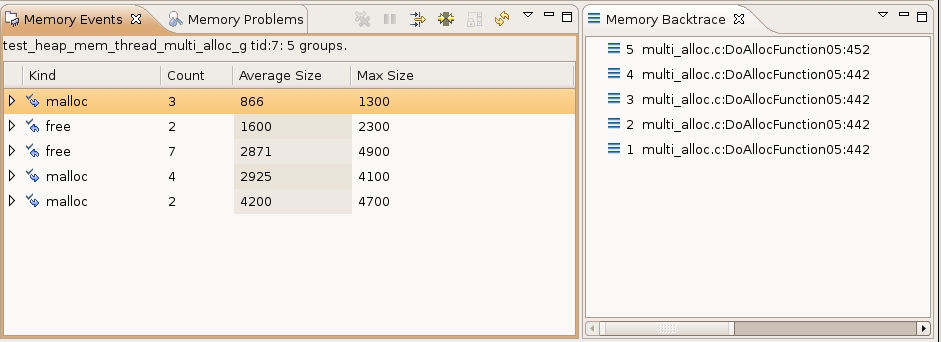 Memory Events Memory Problems
test_heap_mem_thread_multi_alloc_g tid:7: 5 groups.
Kind Count Average Size Max Size
malloc 3 866 1300
free 2 1600 2300
free 7 2871 4900
malloc 4 2925 4100
malloc 2 4200 4700
Memory Backtrace
5 multi_alloc.c:DoAllocFunction05:452
4 multi_alloc.c:DoAllocFunction05:442
3 multi_alloc.c:DoAllocFunction05:442
2 multi_alloc.c:DoAllocFunction05:442
1 multi_alloc.c:DoAllocFunction05:442